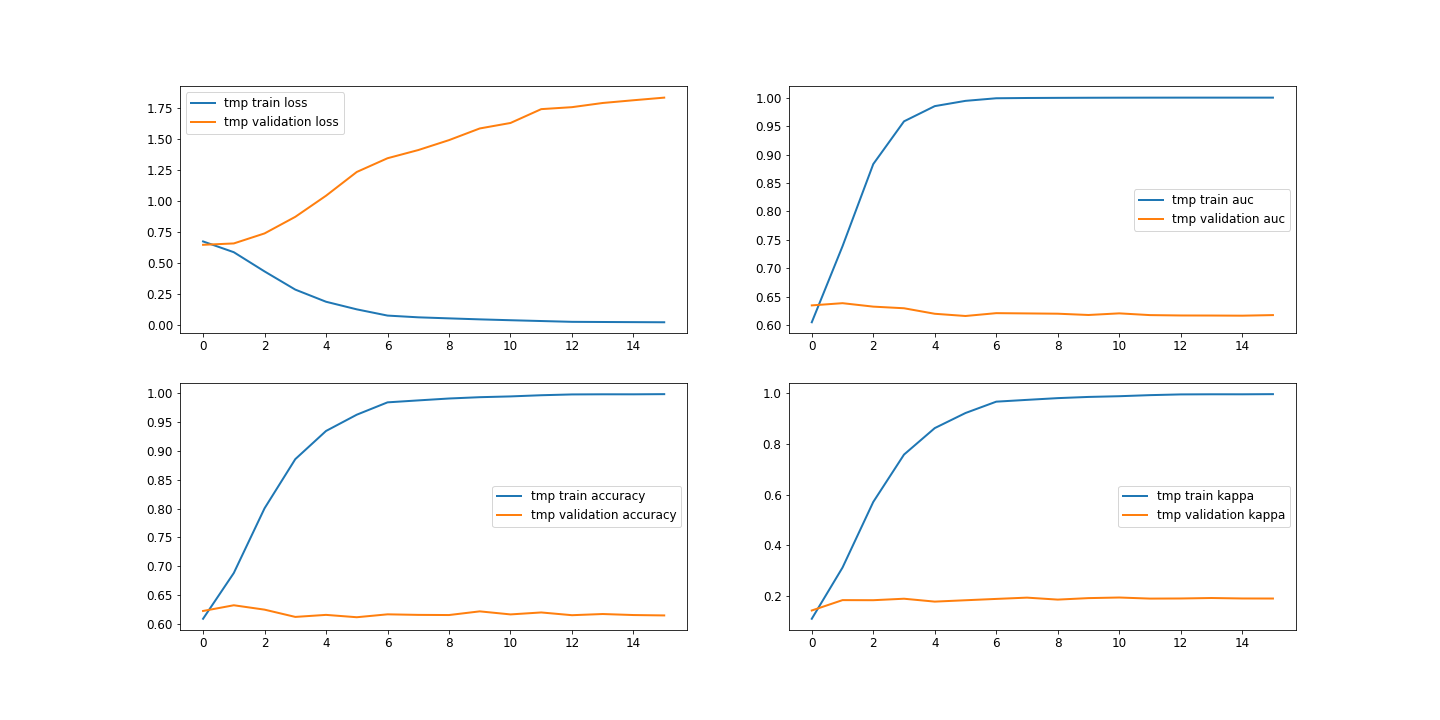 tmp train loss
tmp validation loss
1.75
1.50
1.25
1.00
0.75
0.50
0.25
0.00
0 2 4 6 8 10 12 14
tmp train auc
tmp validation auc
1.00
0.95
0.90
0.85
0.80
0.75
0.70
0.65
0.60
0 2 4 6 8 10 12 14
tmp train accuracy
tmp validation accuracy
1.00
0.95
0.90
0.85
0.80
0.75
0.70
0.65
0.60
0 2 4 6 8 10 12 14
tmp train kappa
tmp validation kappa
1.0
0.8
0.6
0.4
0.2
0 2 4 6 8 10 12 14